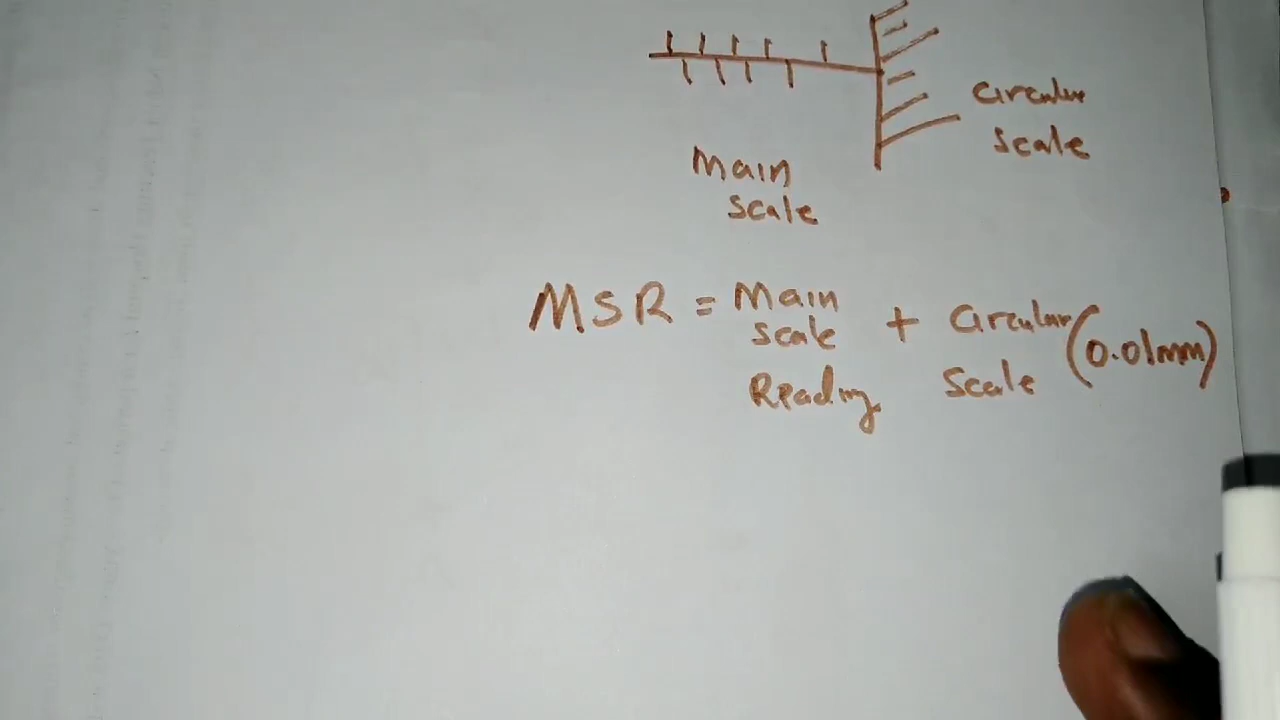 Circular
Scale
Main
Scale
MSR = Main Scale Reading + Circular Scale (0.01mm)